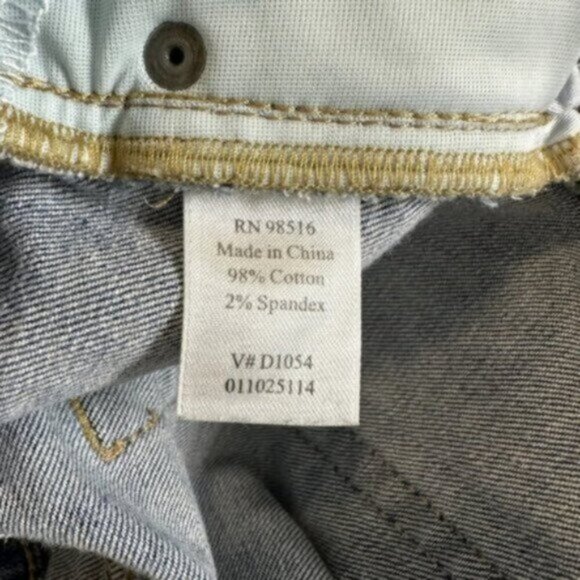 RN 98516
Made in China
98% Cotton
2% Spandex
V# D1054
011025114